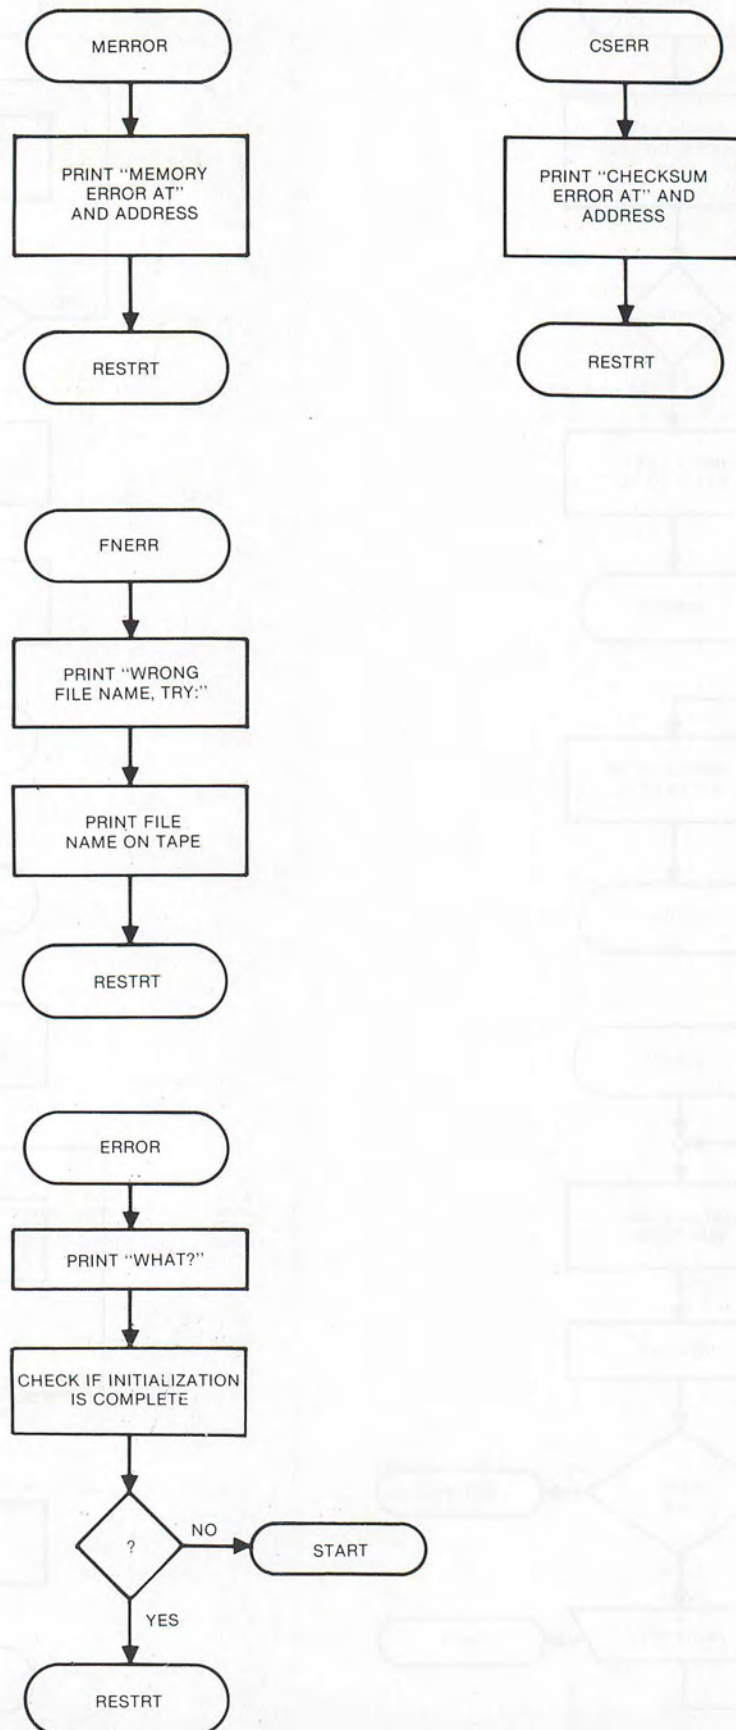 MERROR
PRINT “MEMORY
ERROR AT”
AND ADDRESS
RESTRT
CSERR
PRINT “CHECKSUM
ERROR AT” AND
ADDRESS
RESTRT
FNERR
PRINT “WRONG
FILE NAME, TRY:”
PRINT FILE
NAME ON TAPE
RESTRT
ERROR
PRINT “WHAT?”
CHECK IF INITIALIZATION
IS COMPLETE
?
NO
START
YES
RESTRT